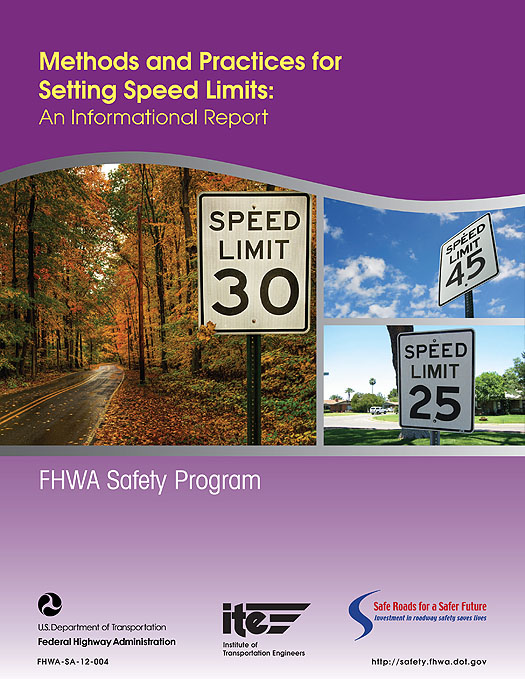 Methods and Practices for
Setting Speed Limits:
An Informational Report
SPEED
LIMIT
30
SPEED
LIMIT
45
SPEED
LIMIT
25
FHWA Safety Program
U.S. Department of Transportation
Federal Highway Administration
FHWA-SA-12-004
ite
Institute of
Transportation Engineers
Safe Roads for a Safer Future
Investment in roadway safety saves lives
http://safety.fhwa.dot.gov